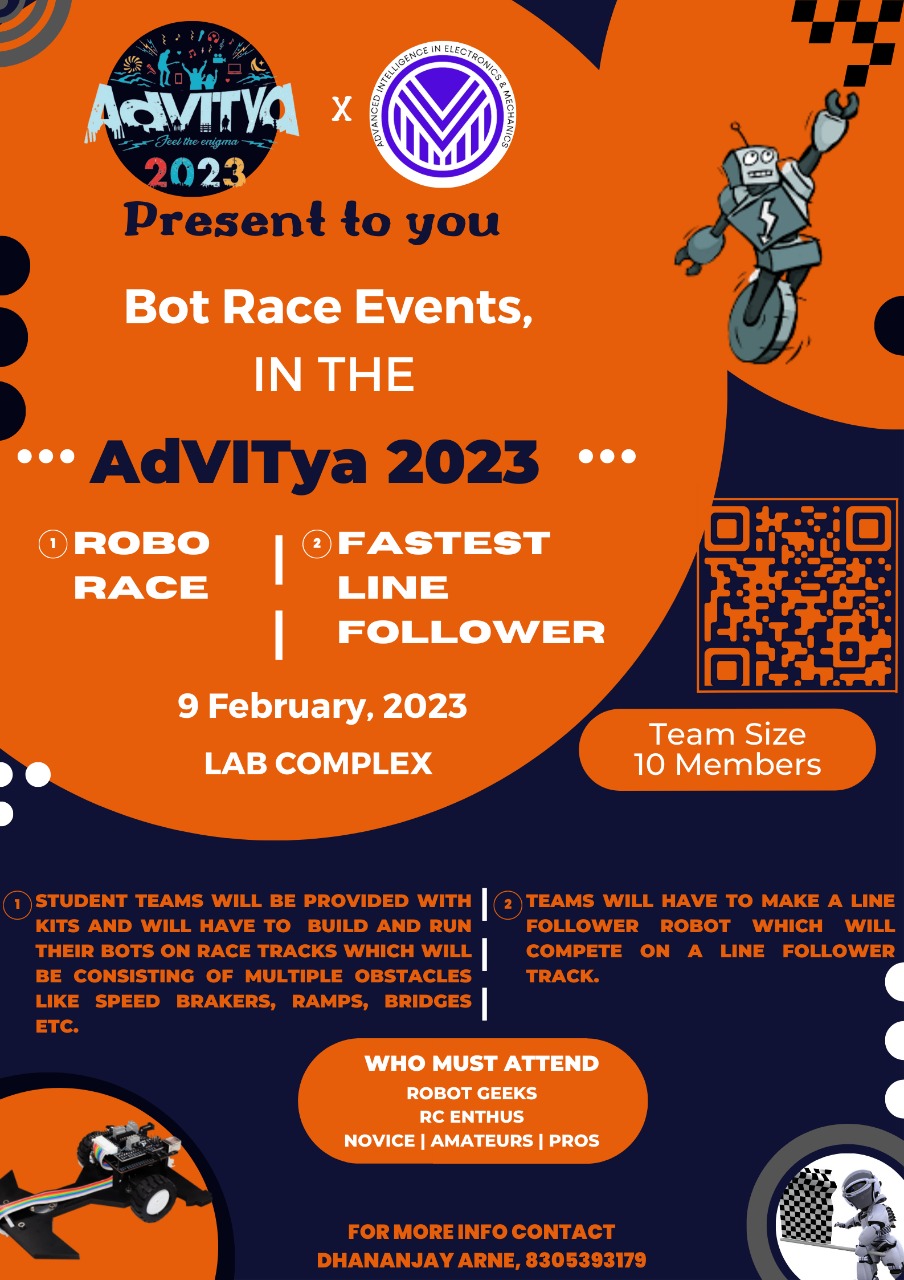 AdVITYa
Feel the enigma
2023
X
ADVANCED INTELLIGENCE IN ELECTRONICS & MECHANICS
Present to you
Bot Race Events,
IN THE
AdVITya 2023
1 ROBO
RACE
2 FASTEST
LINE
FOLLOWER
9 February, 2023
LAB COMPLEX
Team Size
10 Members
1 STUDENT TEAMS WILL BE PROVIDED WITH
KITS AND WILL HAVE TO BUILD AND RUN
THEIR BOTS ON RACE TRACKS WHICH WILL
BE CONSISTING OF MULTIPLE OBSTACLES
LIKE SPEED BRAKERS, RAMPS, BRIDGES
ETC.
2 TEAMS WILL HAVE TO MAKE A LINE
FOLLOWER ROBOT WHICH WILL
COMPETE ON A LINE FOLLOWER
TRACK.
WHO MUST ATTEND
ROBOT GEEKS
RC ENTHUS
NOVICE | AMATEURS | PROS
FOR MORE INFO CONTACT
DHANANJAY ARNE, 8305393179